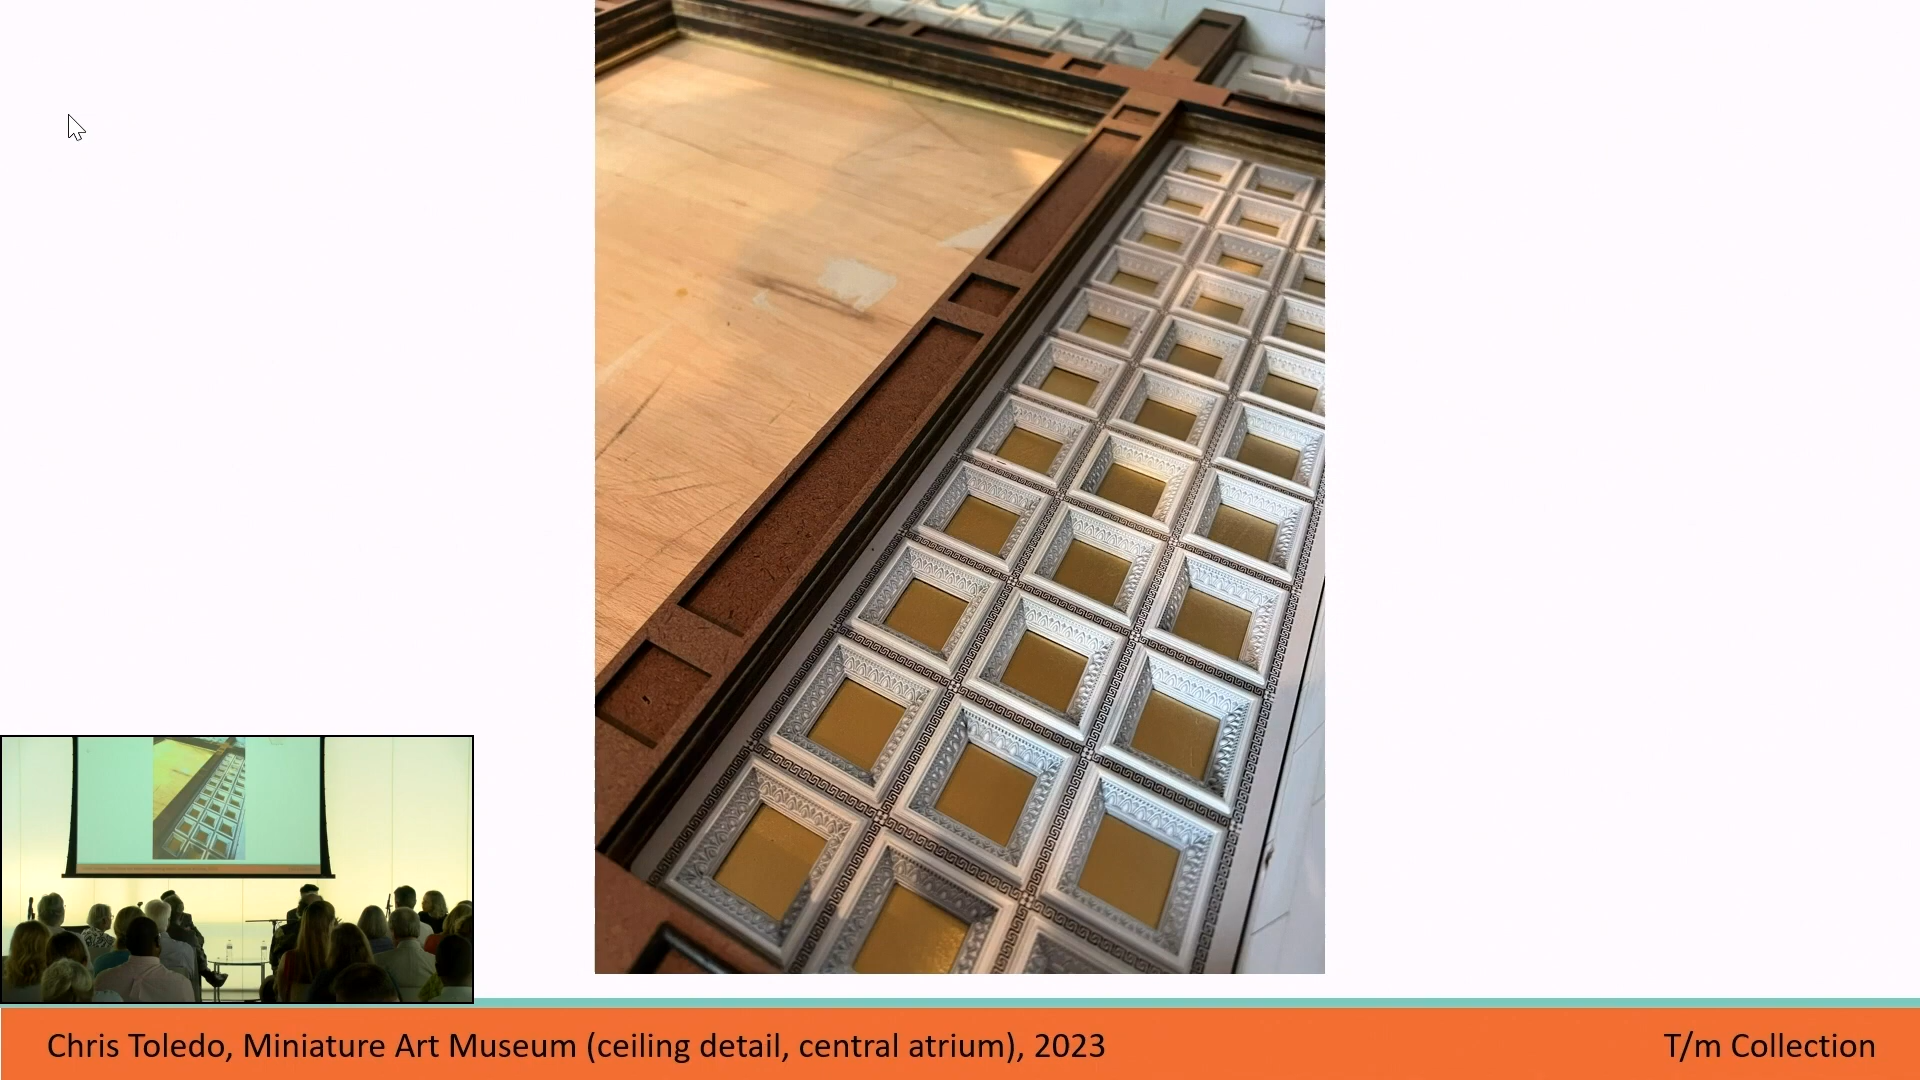 Chris Toledo, Miniature Art Museum (ceiling detail, central atrium), 2023
T/m Collection